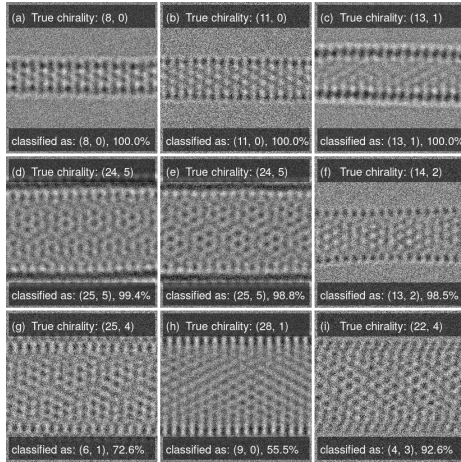 (a) True chirality: (8, 0)
(b) True chirality: (11, 0)
(c) True chirality: (13, 1)
classified as: (8, 0), 100.0%
classified as: (11, 0), 100.0%
classified as: (13, 1), 100.0%
(d) True chirality: (24, 5)
(e) True chirality: (24, 5)
(f) True chirality: (14, 2)
classified as: (25, 5), 99.4%
classified as: (25, 5), 98.8%
classified as: (13, 2), 98.5%
(g) True chirality: (25, 4)
(h) True chirality: (28, 1)
(i) True chirality: (22, 4)
classified as: (6, 1), 72.6%
classified as: (9, 0), 55.5%
classified as: (4, 3), 92.6%